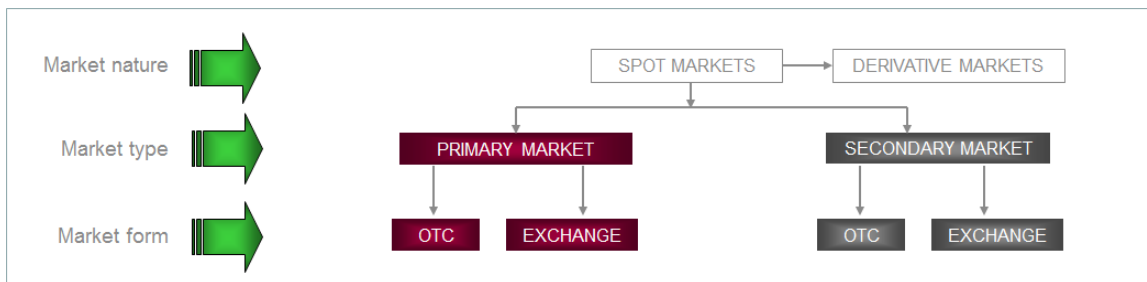 Market nature
SPOT MARKETS
DERIVATIVE MARKETS
Market type
PRIMARY MARKET
SECONDARY MARKET
Market form
OTC
EXCHANGE
OTC
EXCHANGE